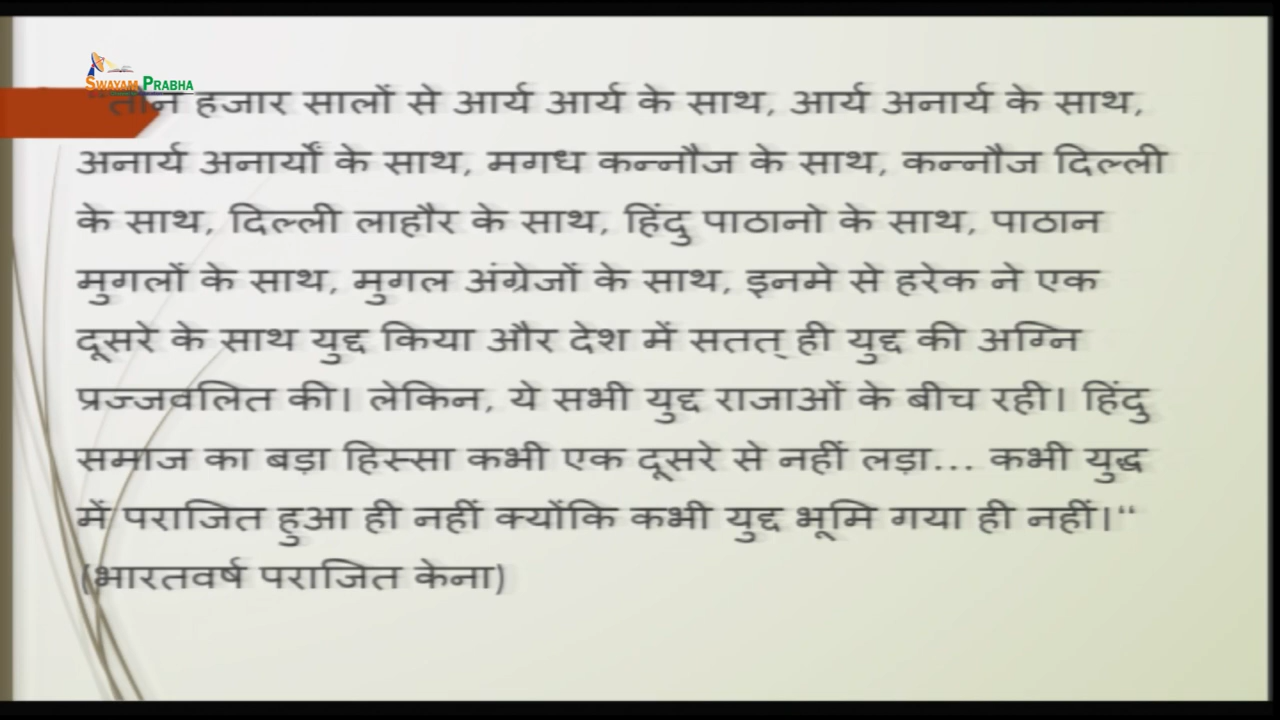 SWAYAM PRABHA
“तीन हजार सालों से आर्य आर्य के साथ, आर्य अनार्य के साथ,
अनार्य अनार्यों के साथ, मगध कन्नौज के साथ, कन्नौज दिल्ली
के साथ, दिल्ली लाहौर के साथ, हिंदु पाठानो के साथ, पाठान
मुगलों के साथ, मुगल अंग्रेजों के साथ, इनमे से हरेक ने एक
दूसरे के साथ युद्द किया और देश में सतत् ही युद्द की अग्नि
प्रज्जवलित की। लेकिन, ये सभी युद्द राजाओं के बीच रही। हिंदु
समाज का बड़ा हिस्सा कभी एक दूसरे से नहीं लड़ा... कभी युद्ध
में पराजित हुआ ही नहीं क्योंकि कभी युद्द भूमि गया ही नहीं।“
(भारतवर्ष पराजित केना)